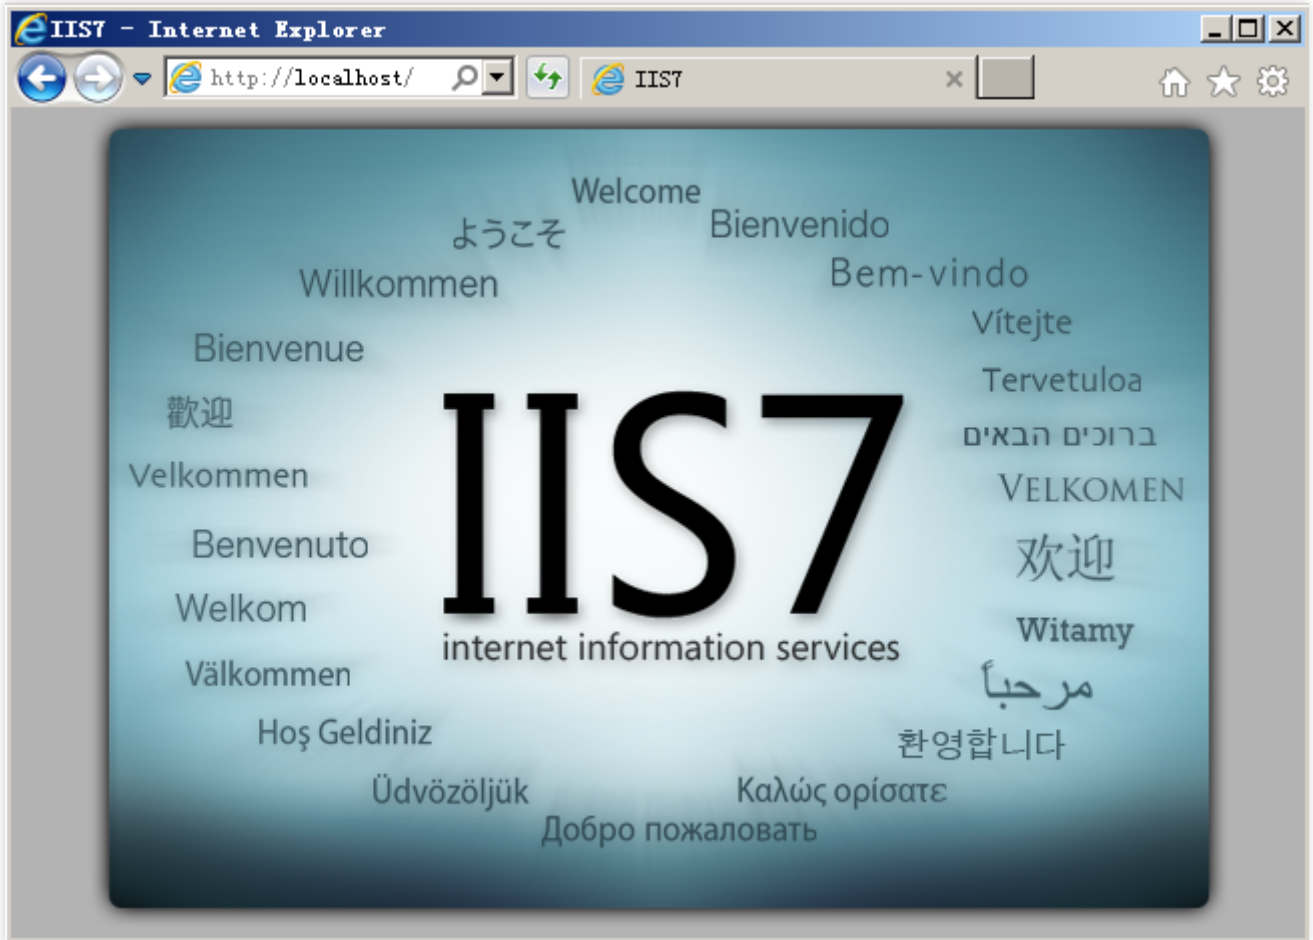 IIS7 - Internet Explorer
http://localhost/
IIS7
Welcome
ようこそ
Bienvenido
Willkommen
Bem-vindo
Vítejte
Bienvenue
Tervetuloa
歡迎
ברוכים הבאים
Velkommen
VELKOMEN
Benvenuto
欢迎
Welkom
Witamy
IIS7
internet information services
Välkommen
مرحباً
Hoş Geldiniz
환영합니다
Üdvözöljük
Καλώς ορίσατε
Добро пожаловать